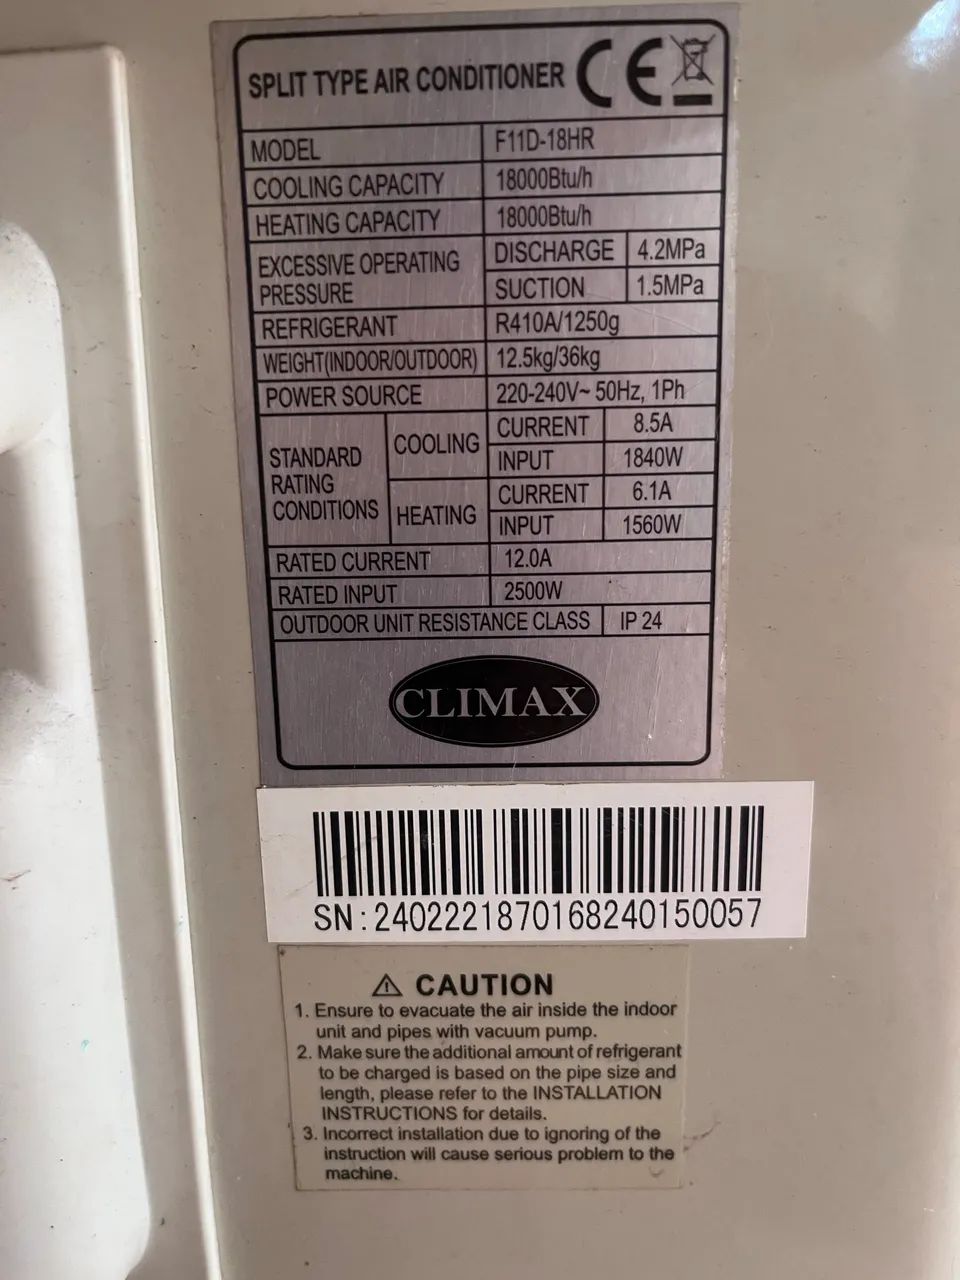 SPLIT TYPE AIR CONDITIONER CE
MODEL F11D-18HR
COOLING CAPACITY 18000Btu/h
HEATING CAPACITY 18000Btu/h
EXCESSIVE OPERATING PRESSURE DISCHARGE 4.2MPa
SUCTION 1.5MPa
REFRIGERANT R410A/1250g
WEIGHT(INDOOR/OUTDOOR) 12.5kg/36kg
POWER SOURCE 220-240V~ 50Hz, 1Ph
STANDARD RATING CONDITIONS COOLING CURRENT 8.5A
INPUT 1840W
HEATING CURRENT 6.1A
INPUT 1560W
RATED CURRENT 12.0A
RATED INPUT 2500W
OUTDOOR UNIT RESISTANCE CLASS IP 24
CLIMAX
SN:2402221870168240150057
⚠ CAUTION
1. Ensure to evacuate the air inside the indoor
unit and pipes with vacuum pump.
2. Make sure the additional amount of refrigerant
to be charged is based on the pipe size and
length, please refer to the INSTALLATION
INSTRUCTIONS for details.
3. Incorrect installation due to ignoring of the
instruction will cause serious problem to the
machine.